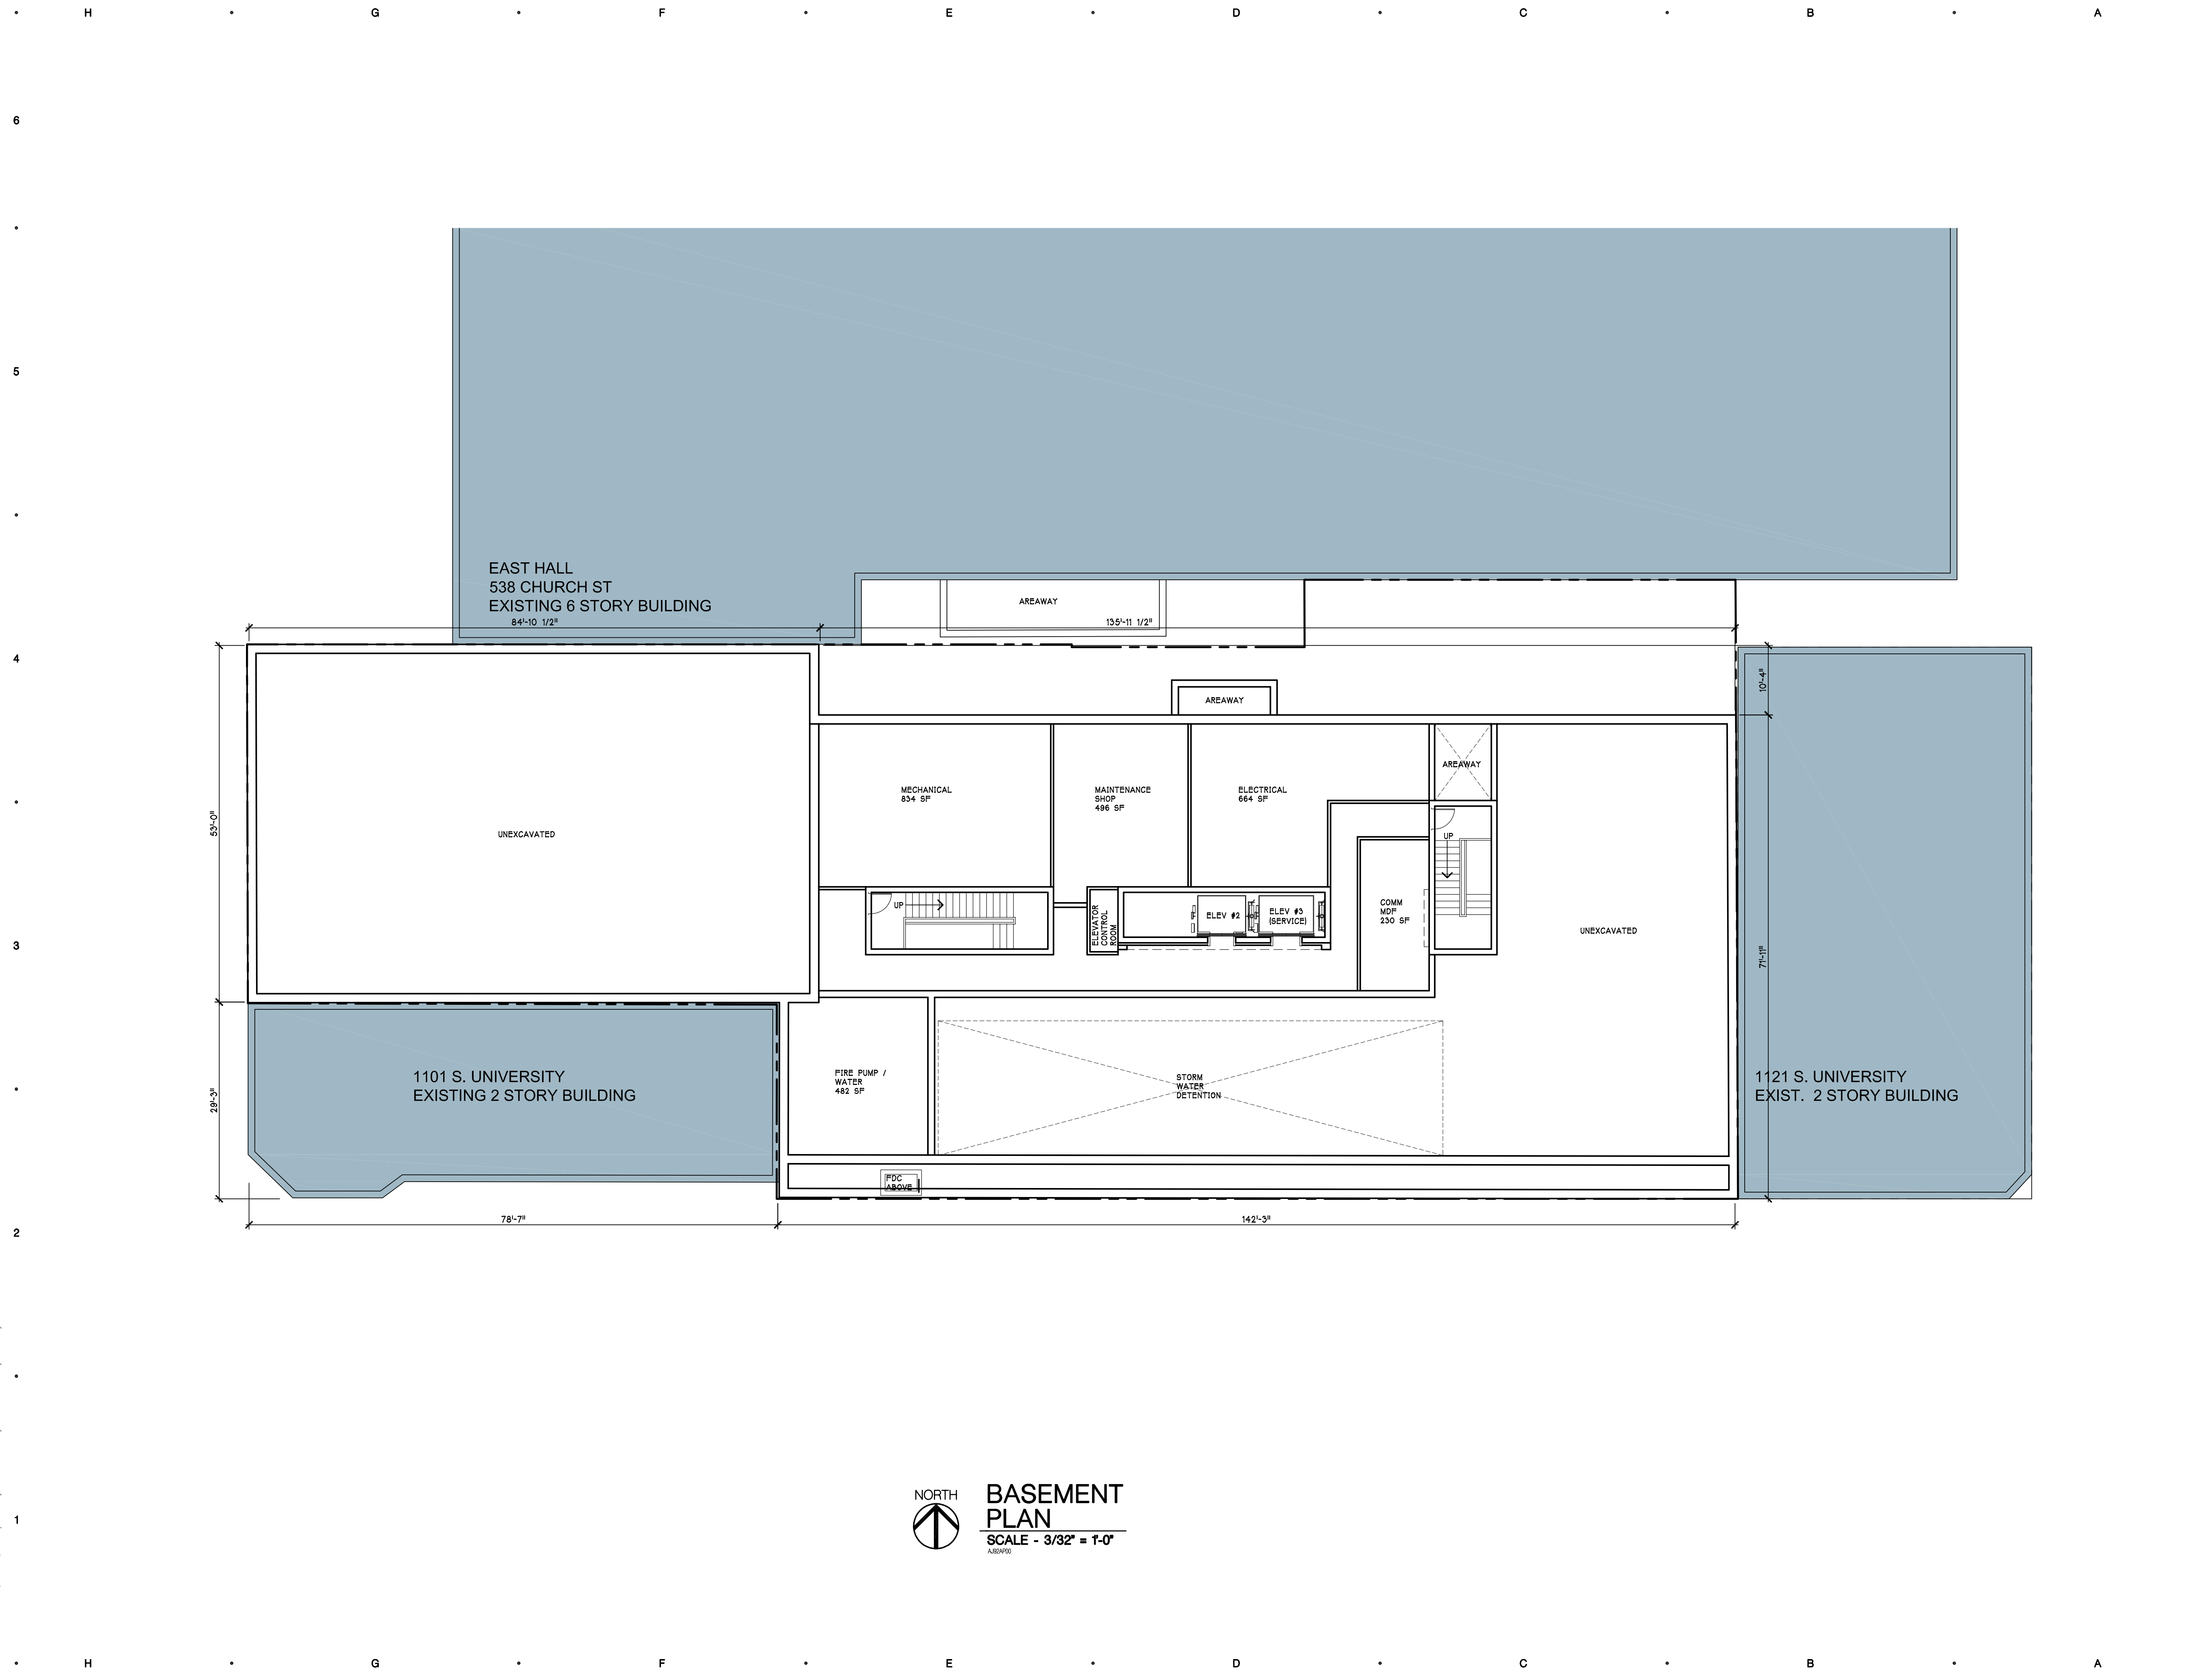 H G F E D C B A
6
5
EAST HALL
538 CHURCH ST
EXISTING 6 STORY BUILDING
AREAWAY
84'-10 1/2"
135'-11 1/2"
4
10'-4"
AREAWAY
AREAWAY
MECHANICAL
834 SF
MAINTENANCE
SHOP
496 SF
ELECTRICAL
664 SF
53'-0"
UNEXCAVATED
UP
UP
ELEVATOR
CONTROL
ROOM
ELEV #2
ELEV #3
(SERVICE)
COMM
MDF
230 SF
UNEXCAVATED
3
71'-11"
1101 S. UNIVERSITY
EXISTING 2 STORY BUILDING
FIRE PUMP /
WATER
482 SF
STORM
WATER
DETENTION
1121 S. UNIVERSITY
EXIST. 2 STORY BUILDING
29'-3"
FDC
ABOVE
78'-7"
142'-3"
2
NORTH
BASEMENT
PLAN
SCALE - 3/32" = 1'-0"
AJ92AP00
1
H G F E D C B A